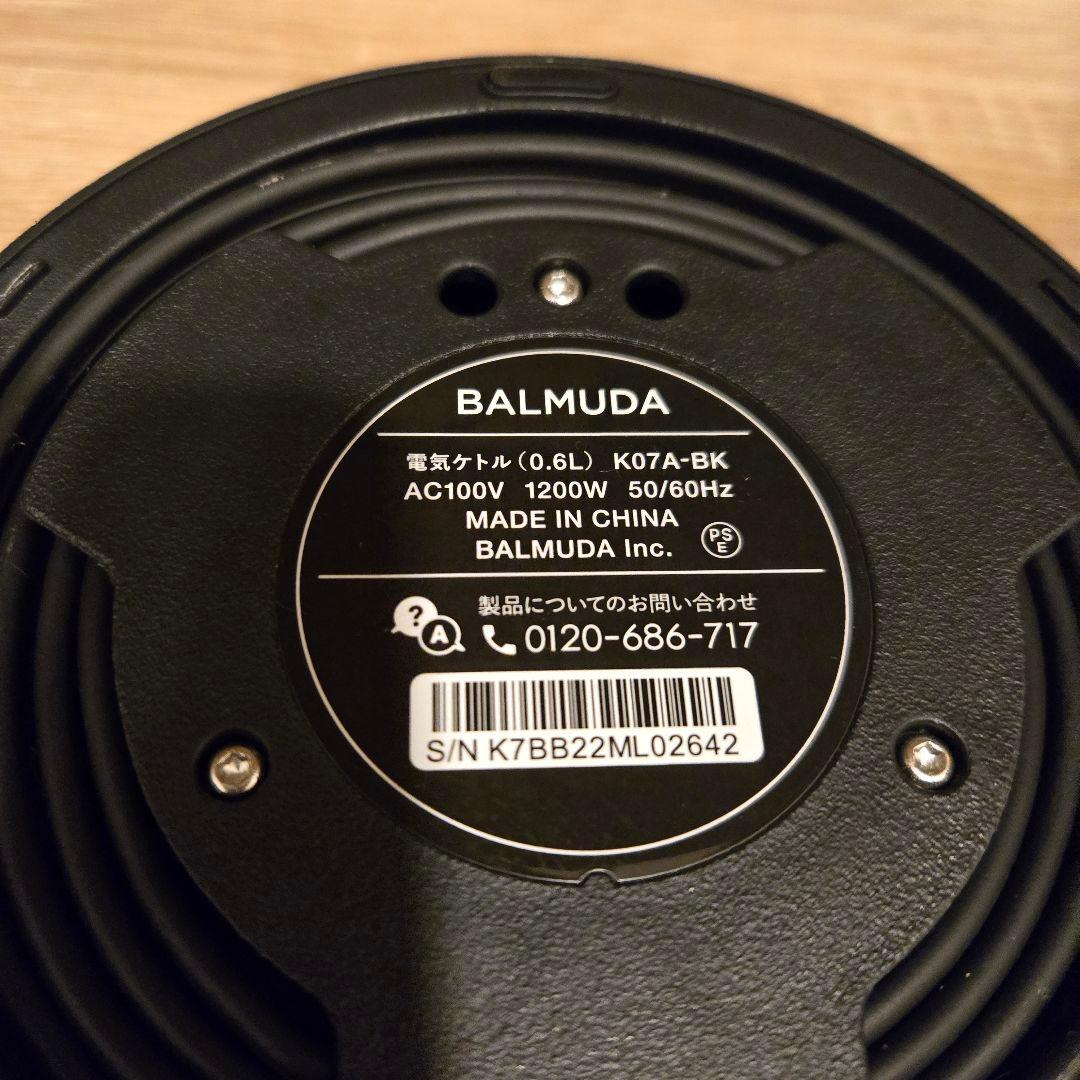 BALMUDA
電気ケトル(0.6L) K07A-BK
AC100V 1200W 50/60Hz
MADE IN CHINA
BALMUDA Inc. PSE
?
A
製品についてのお問い合わせ
0120-686-717
S/N K7BB22ML02642